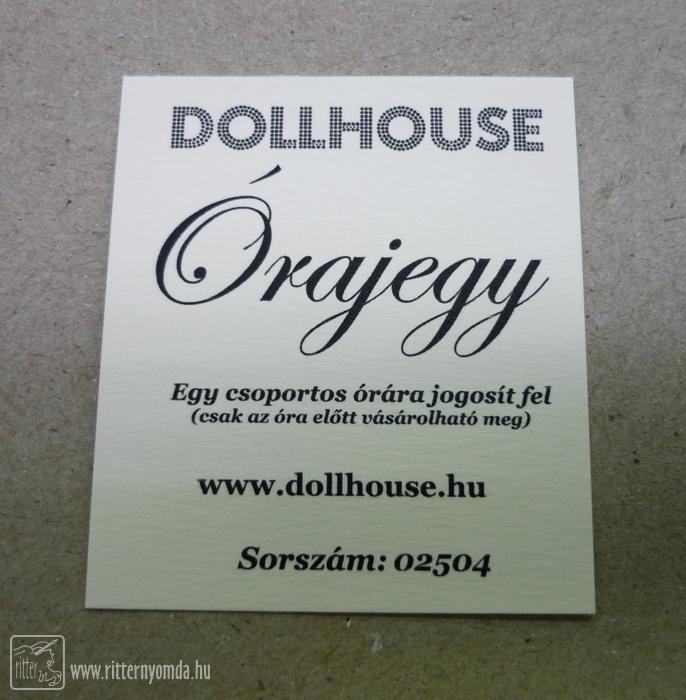 DOLLHOUSE
Órajegy
Egy csoportos órára jogosít fel
(csak az óra előtt vásárolható meg)
www.dollhouse.hu
Sorszám: 02504
ritter Zrt. www.ritternyomda.hu